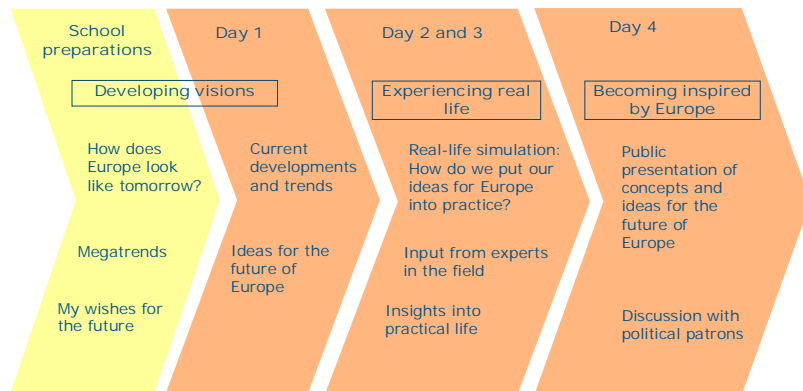 School
preparations
Developing visions
How does
Europe look
like tomorrow?
Megatrends
My wishes for
the future
Day 1
Current
developments
and trends
Ideas for the
future of
Europe
Day 2 and 3
Experiencing real
life
Real-life simulation:
How do we put our
ideas for Europe
into practice?
Input from experts
in the field
Insights into
practical life
Day 4
Becoming inspired
by Europe
Public
presentation of
concepts and
ideas for the
future of
Europe
Discussion with
political patrons